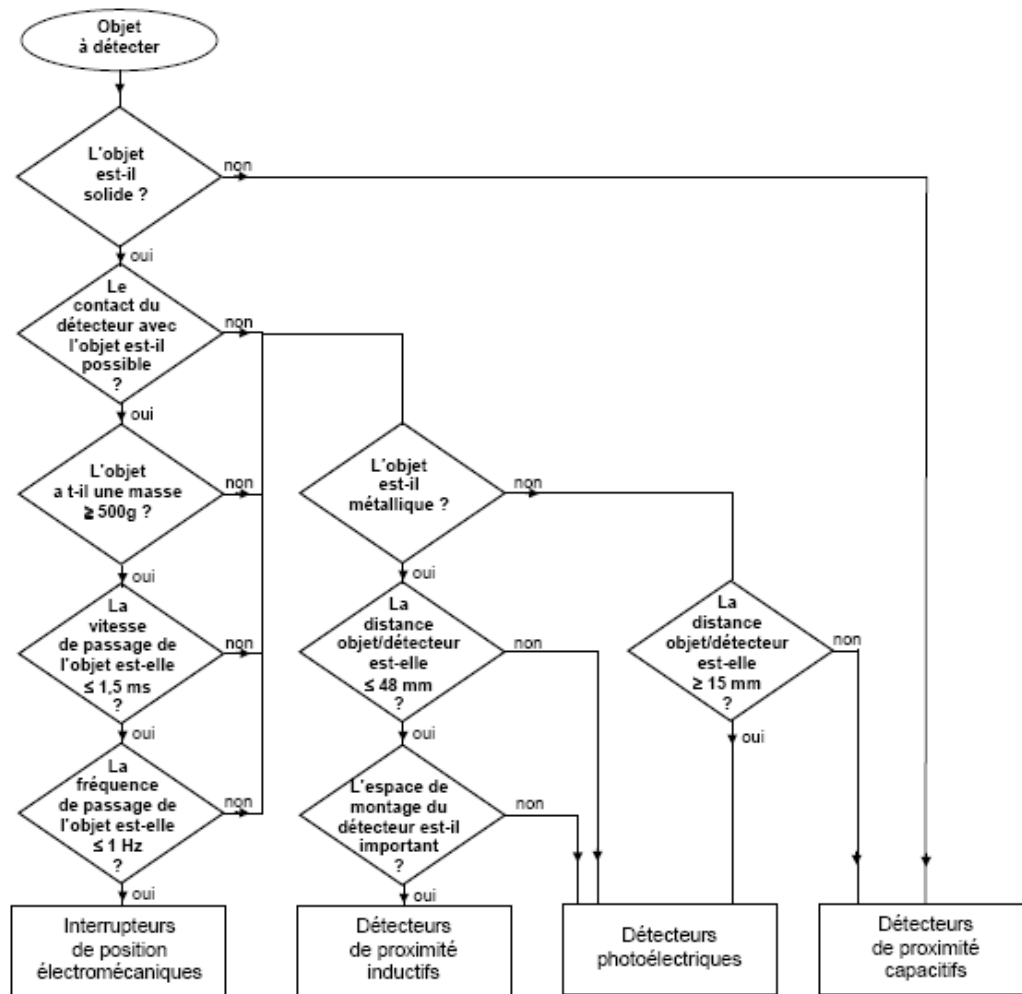 Objet
à détecter
L'objet
est-il
solide ?
non
oui
Le
contact du
détecteur avec
l'objet est-il
possible
?
non
oui
L'objet
a t-il une masse
≥ 500g ?
non
oui
La
vitesse
de passage de
l'objet est-elle
≤ 1,5 ms
?
non
oui
La
fréquence
de passage de
l'objet est-elle
≤ 1 Hz
?
non
oui
L'objet
est-il
métallique ?
non
oui
La
distance
objet/détecteur
est-elle
≤ 48 mm
?
non
oui
L'espace de
montage du
détecteur est-il
important
?
non
oui
La
distance
objet/détecteur
est-elle
≥ 15 mm
?
non
oui
Interrupteurs
de position
électromécaniques
Détecteurs
de proximité
inductifs
Détecteurs
photoélectriques
Détecteurs
de proximité
capacitifs